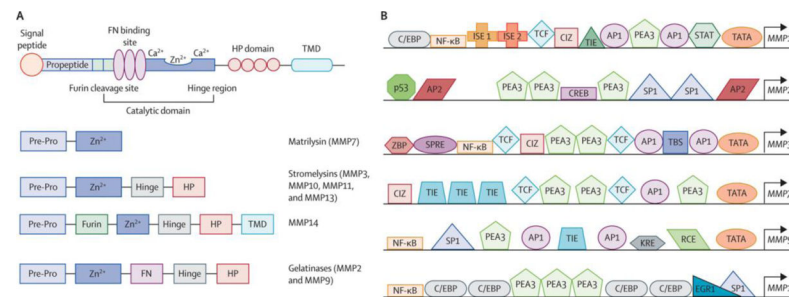 A
Signal
peptide
FN binding
site
Ca²⁺ Zn²⁺ Ca²⁺
HP domain
TMD
Propeptide
Furin cleavage site
Hinge region
Catalytic domain
Pre-Pro Zn²⁺ Matrilysin (MMP7)
Pre-Pro Zn²⁺ Hinge HP Stromelysins (MMP3,
MMP10, MMP11,
and MMP13)
Pre-Pro Furin Zn²⁺ Hinge HP TMD MMP14
Pre-Pro Zn²⁺ FN Hinge HP Gelatinases (MMP2
and MMP9)
B
C/EBP NF-κB ISE 1 ISE 2 TCF CIZ TIE AP1 PEA3 AP1 STAT TATA
p53 AP2 PEA3 PEA3 CREB PEA3 SP1 SP1 AP2
ZBP SPRE NF-κB TCF CIZ PEA3 PEA3 TCF AP1 TBS AP1 TATA
CIZ TIE TIE TIE TCF PEA3 PEA3 TCF AP1 PEA3 TATA
NF-κB SP1 PEA3 AP1 TIE AP1 KRE RCE TATA
NF-κB C/EBP C/EBP PEA3 PEA3 PEA3 C/EBP C/EBP EGR1 SP1